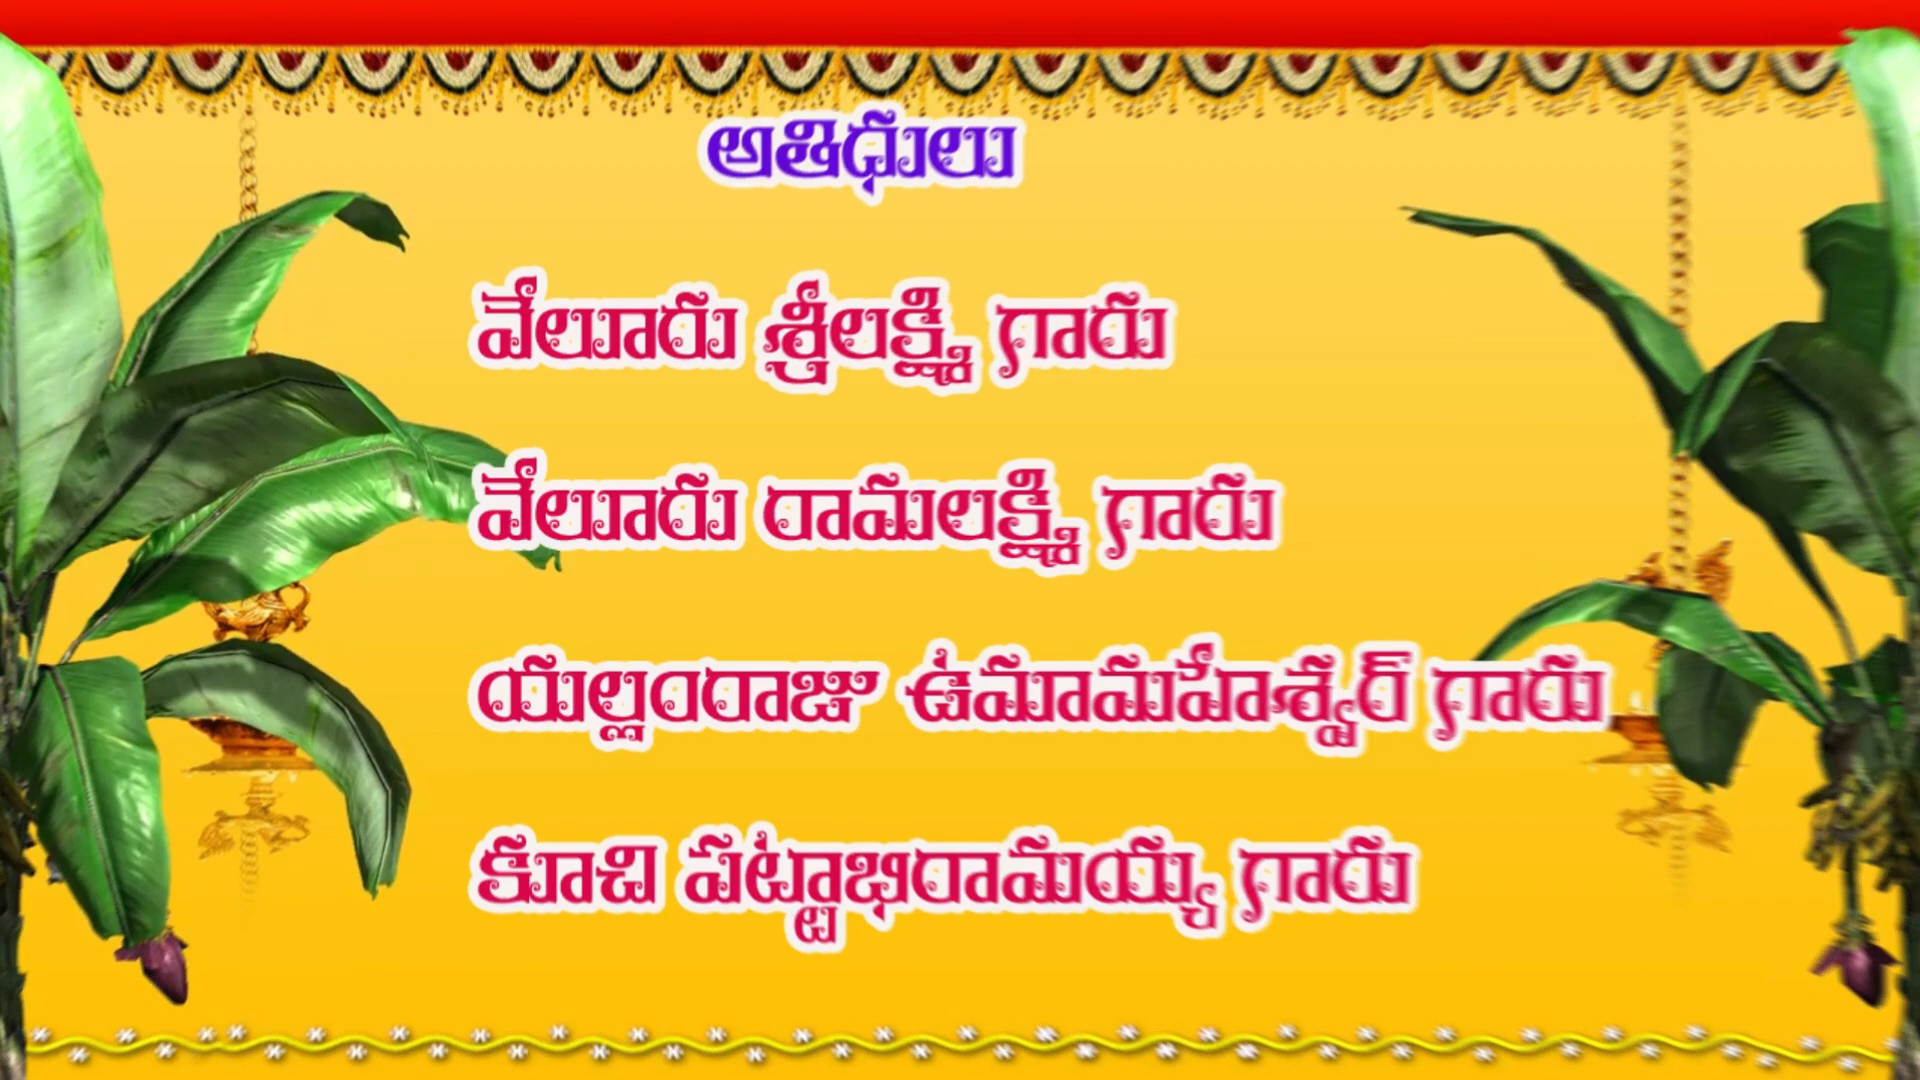 అతిధులు
వేలూరు శ్రీలక్ష్మి గారు
వేలూరు రామలక్ష్మి గారు
యల్లంరాజు ఉమామహేశ్వర్ గారు
కూచి పట్టాభిరామయ్య గారు